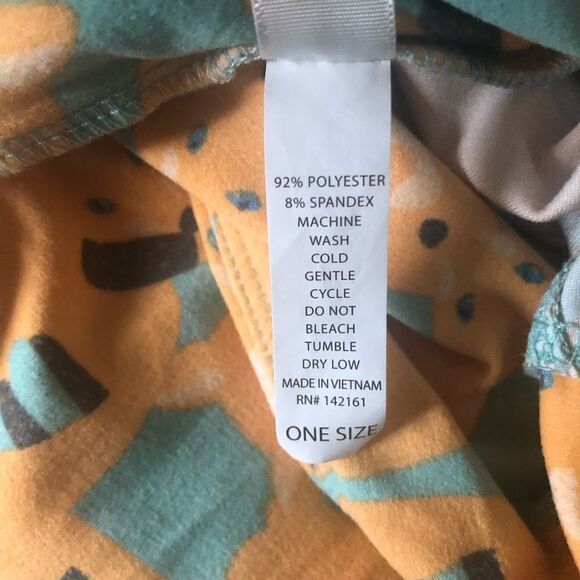 92% POLYESTER
8% SPANDEX
MACHINE
WASH
COLD
GENTLE
CYCLE
DO NOT
BLEACH
TUMBLE
DRY LOW
MADE IN VIETNAM
RN# 142161
ONE SIZE